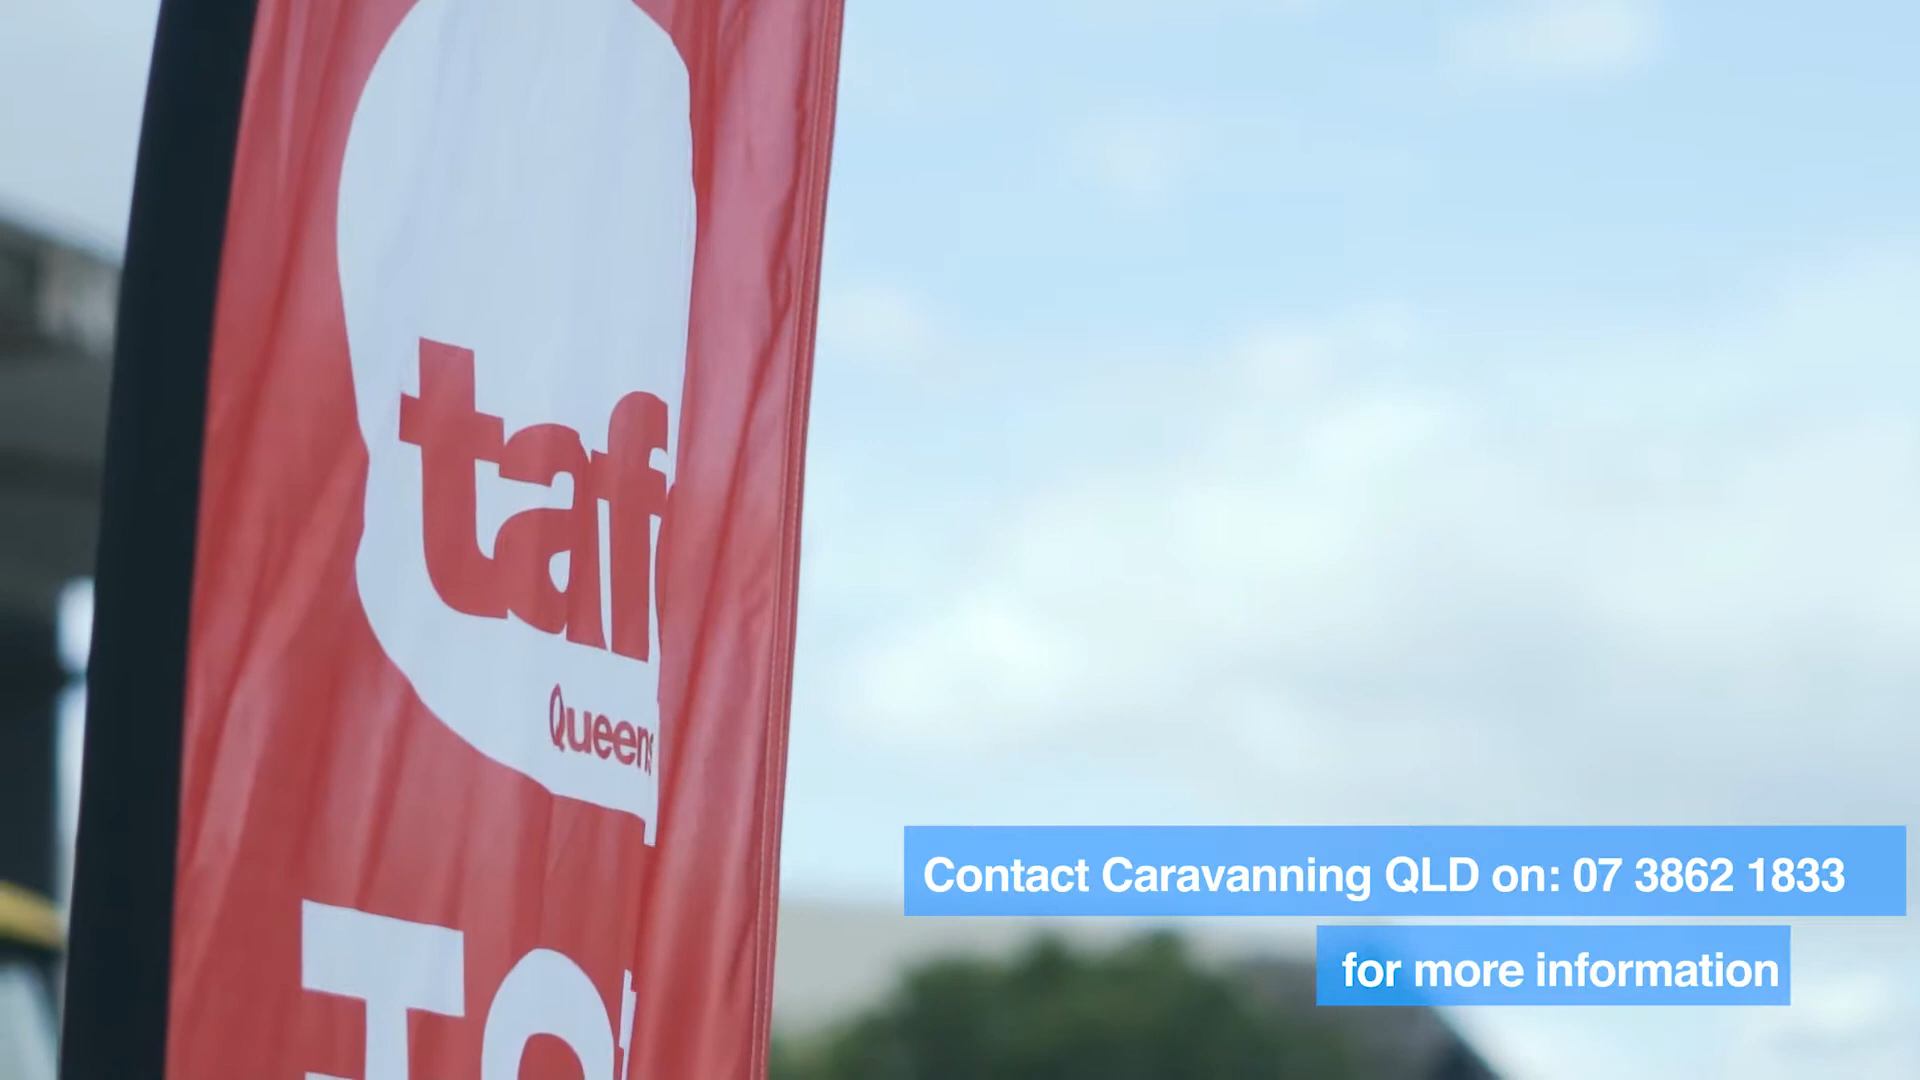 taf
Queens
Contact Caravanning QLD on: 07 3862 1833
for more information